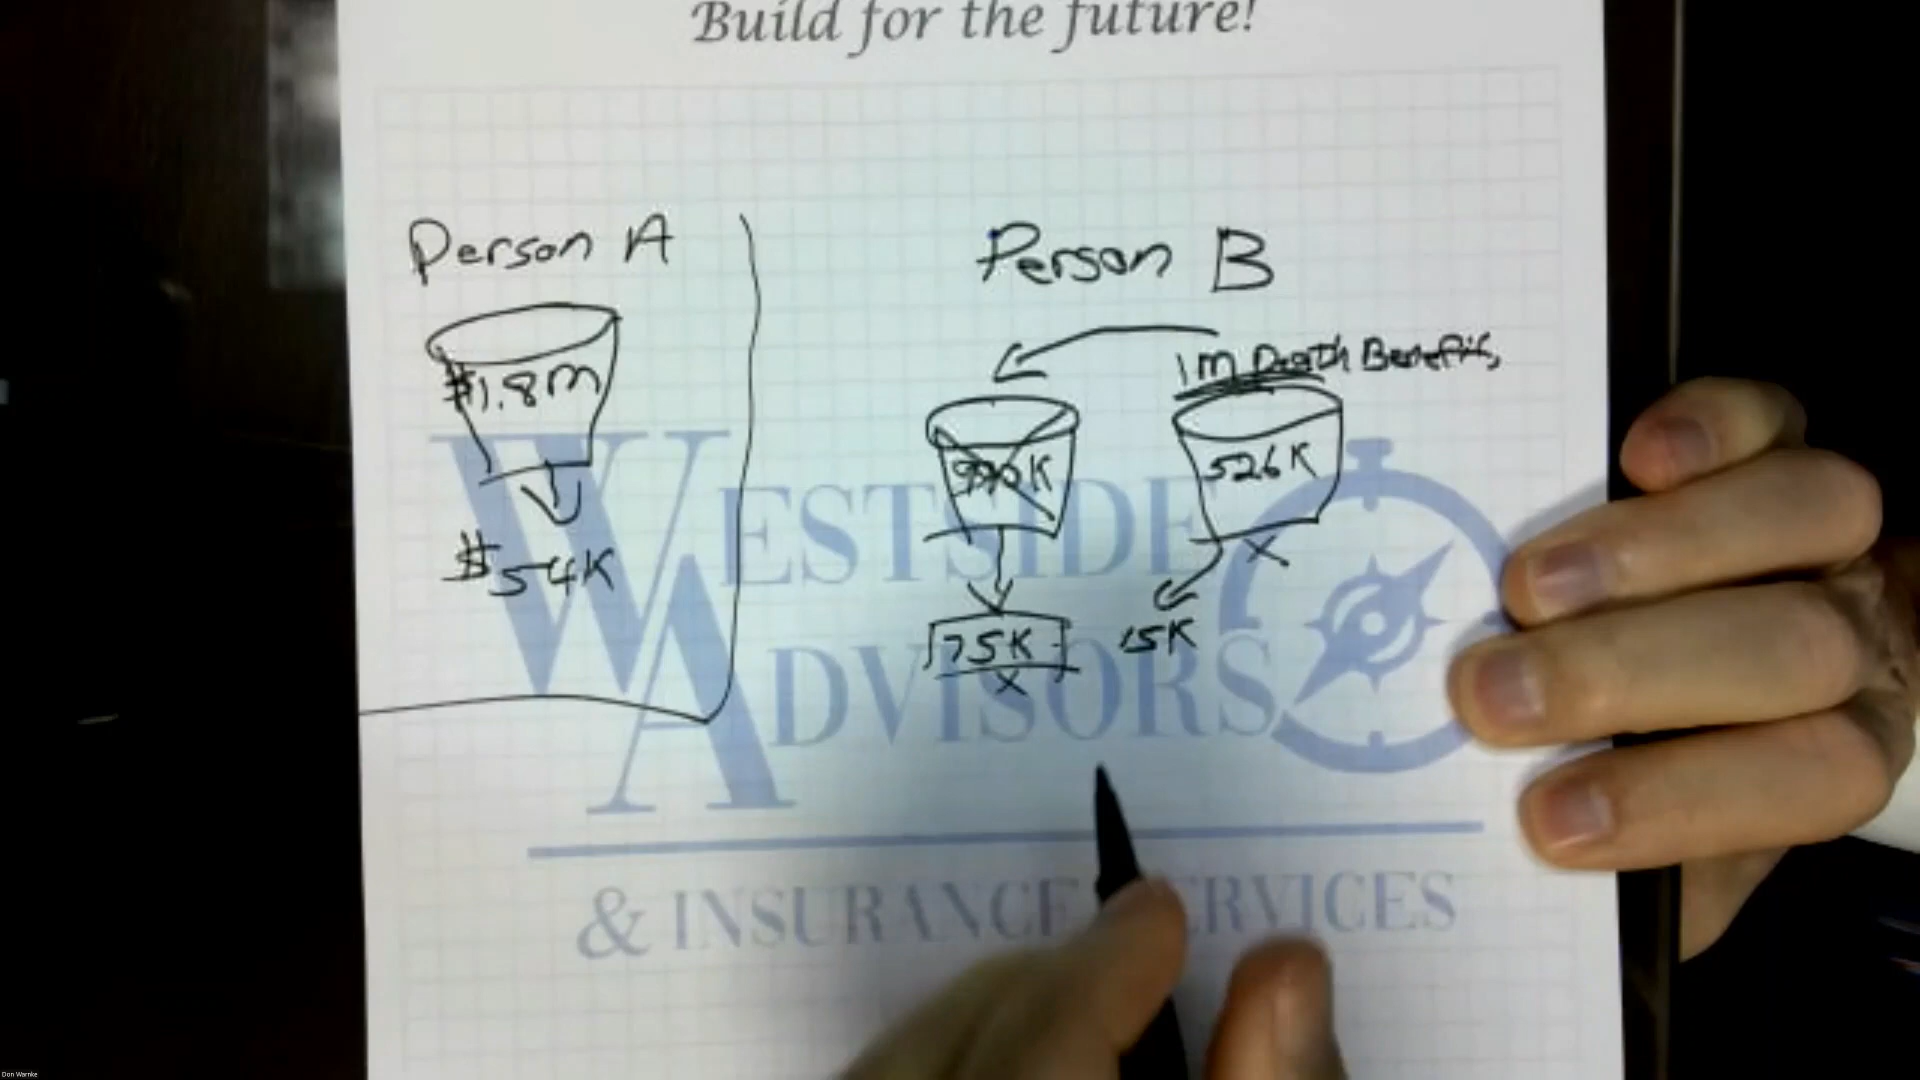 Build for the future!
Person A
$1.8M
$54K
Person B
1M Death Benefit
990K
526K
75K
15K
WESTSIDE
ADVISORS
& INSURANCE SERVICES
Don Warnke